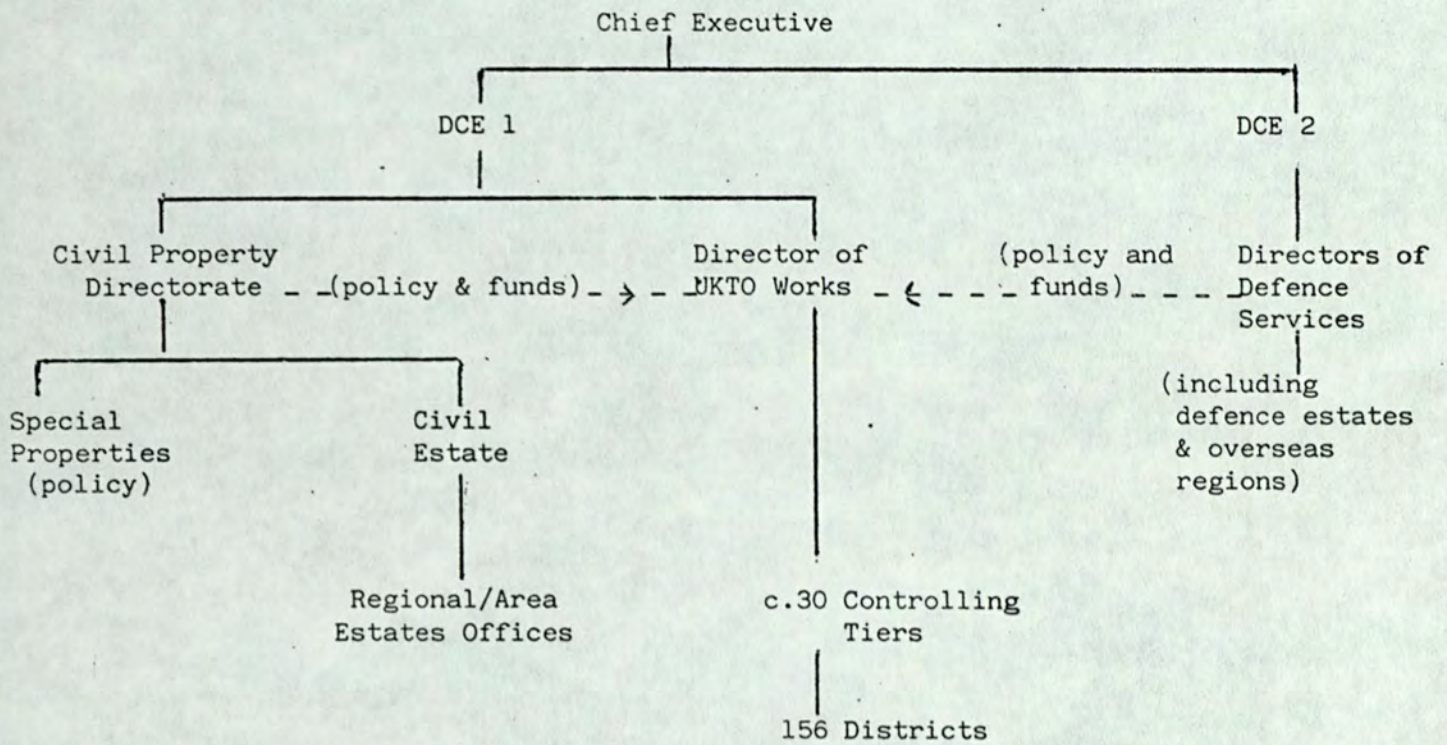 Chief Executive
DCE 1
DCE 2
Civil Property
Directorate
(policy & funds)
Director of
UKTO Works
(policy and
funds)
Directors of
Defence
Services
Special
Properties
(policy)
Civil
Estate
(including
defence estates
& overseas
regions)
Regional/Area
Estates Offices
c.30 Controlling
Tiers
156 Districts